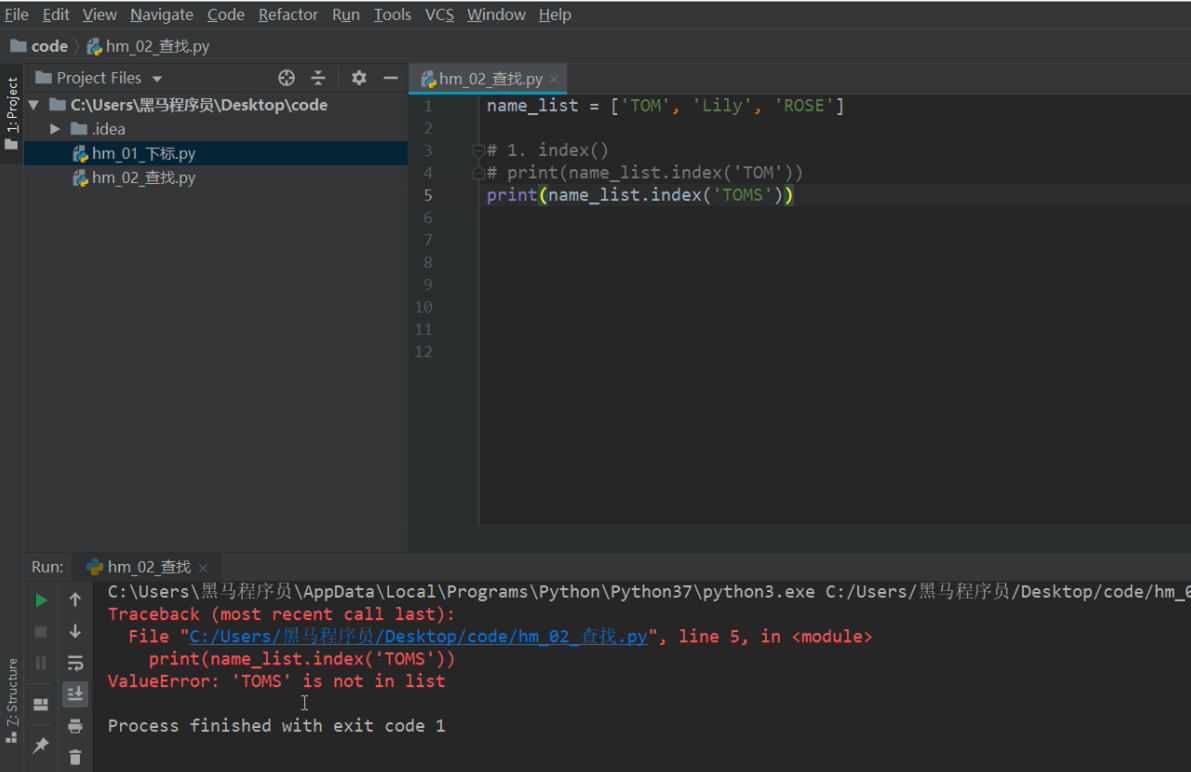 File Edit View Navigate Code Refactor Run Tools VCS Window Help
code hm_02_查找.py
1: Project
Project Files
C:\Users\黑马程序员\Desktop\code
.idea
hm_01_下标.py
hm_02_查找.py
hm_02_查找.py
1 name_list = ['TOM', 'Lily', 'ROSE']
2
3 # 1. index()
4 # print(name_list.index('TOM'))
5 print(name_list.index('TOMS'))
6
7
8
9
10
11
12
Z: Structure
Run: hm_02_查找
C:\Users\黑马程序员\AppData\Local\Programs\Python\Python37\python3.exe C:/Users/黑马程序员/Desktop/code/hm_0
Traceback (most recent call last):
File "C:/Users/黑马程序员/Desktop/code/hm_02_查找.py", line 5, in <module>
print(name_list.index('TOMS'))
ValueError: 'TOMS' is not in list
Process finished with exit code 1